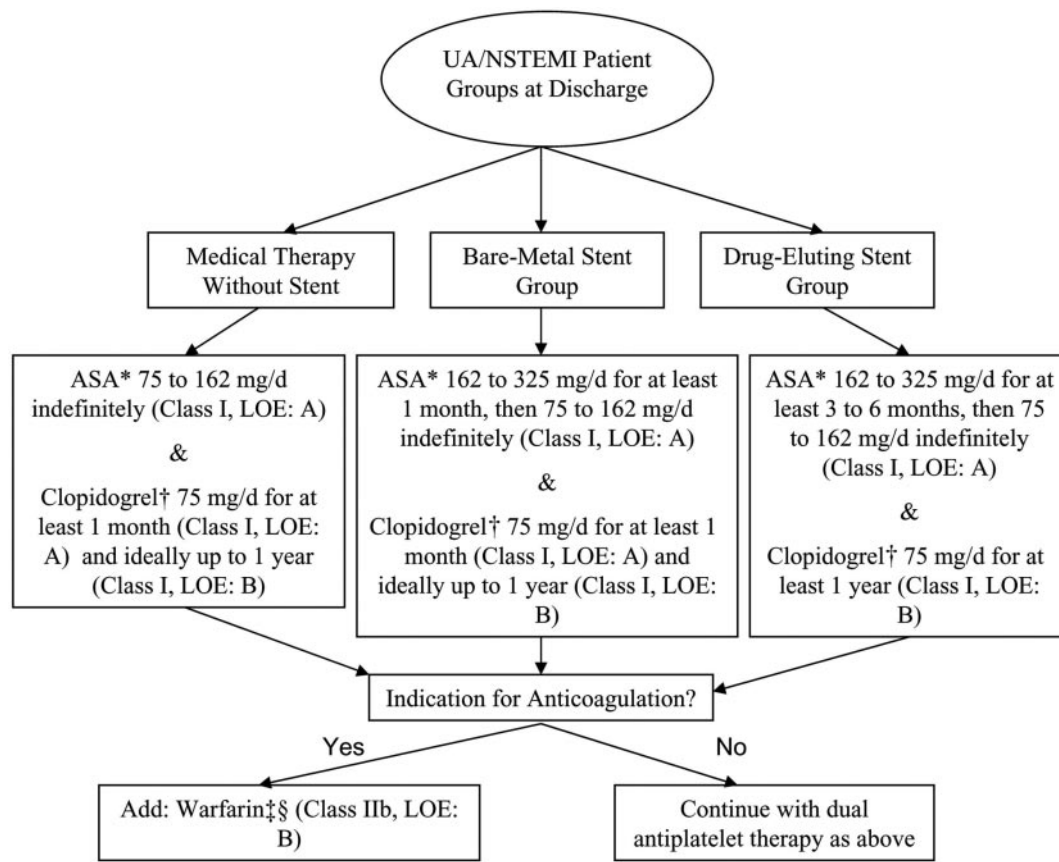 UA/NSTEMI Patient
Groups at Discharge
Medical Therapy
Without Stent
Bare-Metal Stent
Group
Drug-Eluting Stent
Group
ASA* 75 to 162 mg/d
indefinitely (Class I, LOE: A)
&
Clopidogrel† 75 mg/d for at
least 1 month (Class I, LOE:
A) and ideally up to 1 year
(Class I, LOE: B)
ASA* 162 to 325 mg/d for at least
1 month, then 75 to 162 mg/d
indefinitely (Class I, LOE: A)
&
Clopidogrel† 75 mg/d for at least 1
month (Class I, LOE: A) and
ideally up to 1 year (Class I, LOE:
B)
ASA* 162 to 325 mg/d for at
least 3 to 6 months, then 75
to 162 mg/d indefinitely
(Class I, LOE: A)
&
Clopidogrel† 75 mg/d for at
least 1 year (Class I, LOE:
B)
Indication for Anticoagulation?
Yes
No
Add: Warfarin‡§ (Class IIb, LOE:
B)
Continue with dual
antiplatelet therapy as above